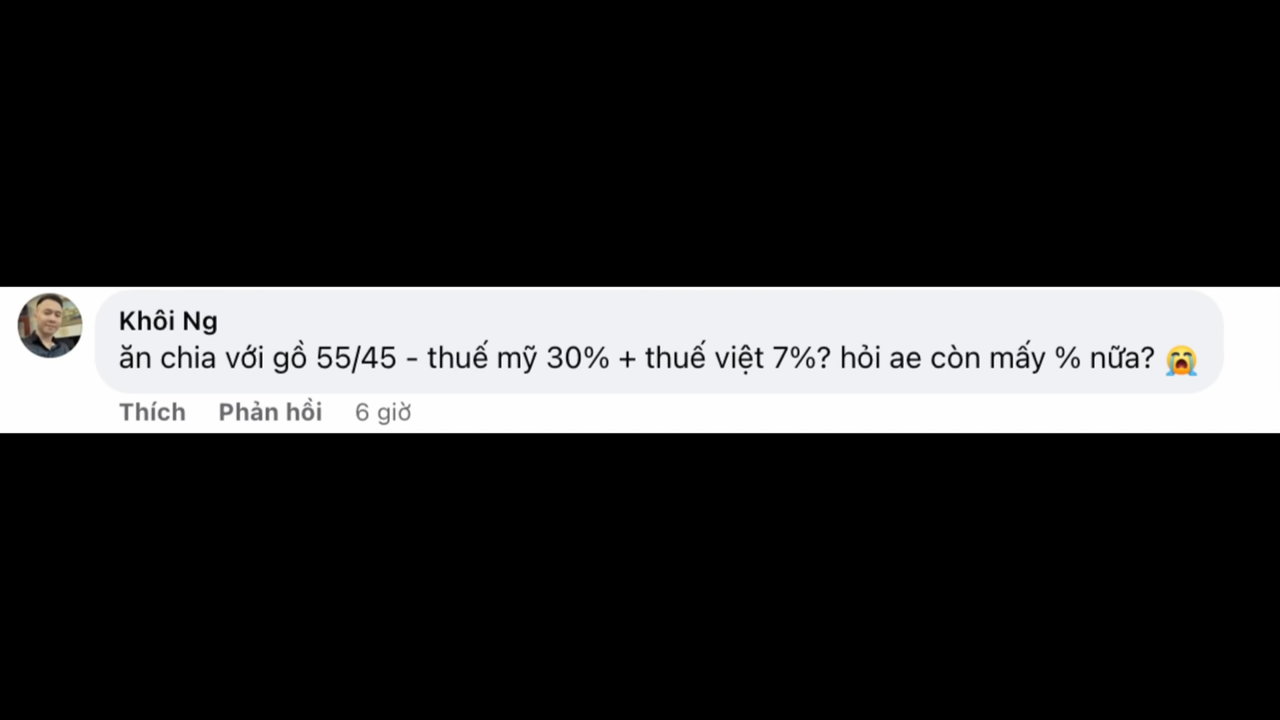 Khôi Ng
ăn chia với gồ 55/45 - thuế mỹ 30% + thuế việt 7%? hỏi ae còn mấy % nữa? 😭
Thích Phản hồi 6 giờ